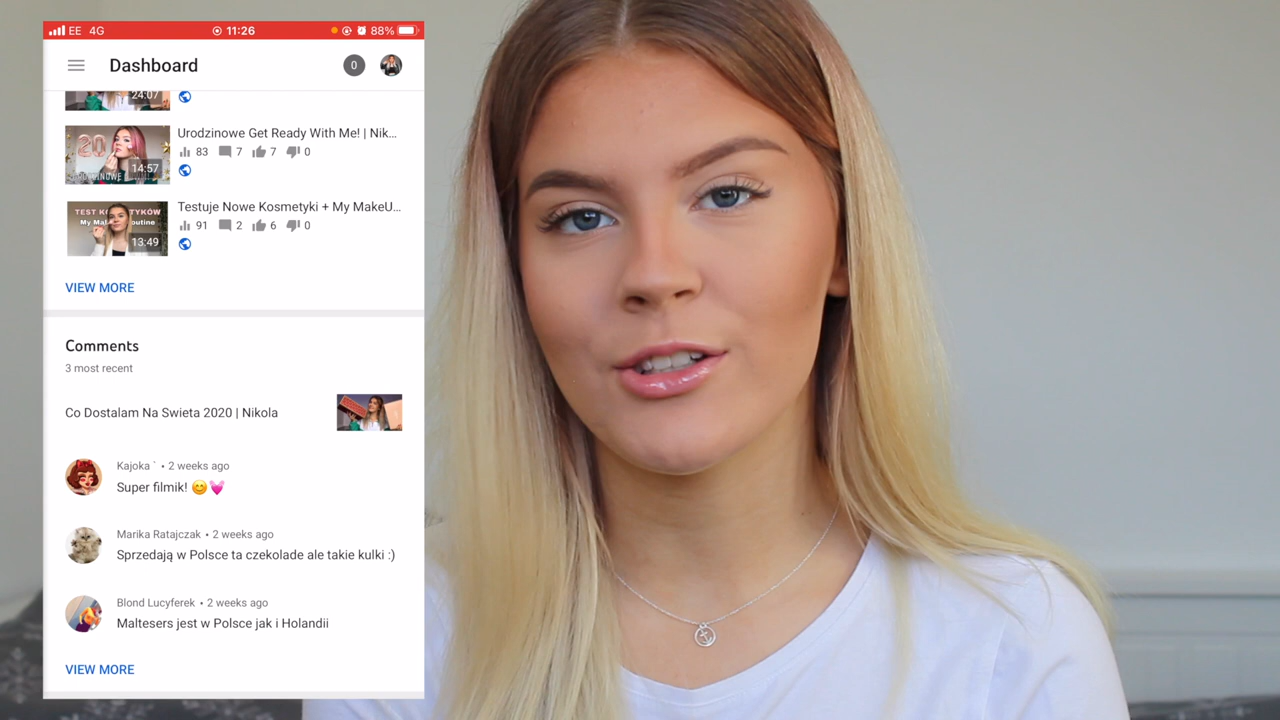 EE 4G 11:26 88%
Dashboard 0
24:07
Urodzinowe Get Ready With Me! | Nik...
20
83 7 7 0
14:57
Testuje Nowe Kosmetyki + My MakeU...
91 2 6 0
13:49
VIEW MORE
Comments
3 most recent
Co Dostalam Na Swieta 2020 | Nikola
Kajoka ` • 2 weeks ago
Super filmik! 😊💓
Marika Ratajczak • 2 weeks ago
Sprzedają w Polsce ta czekolade ale takie kulki :)
Blond Lucyferek • 2 weeks ago
Maltesers jest w Polsce jak i Holandii
VIEW MORE